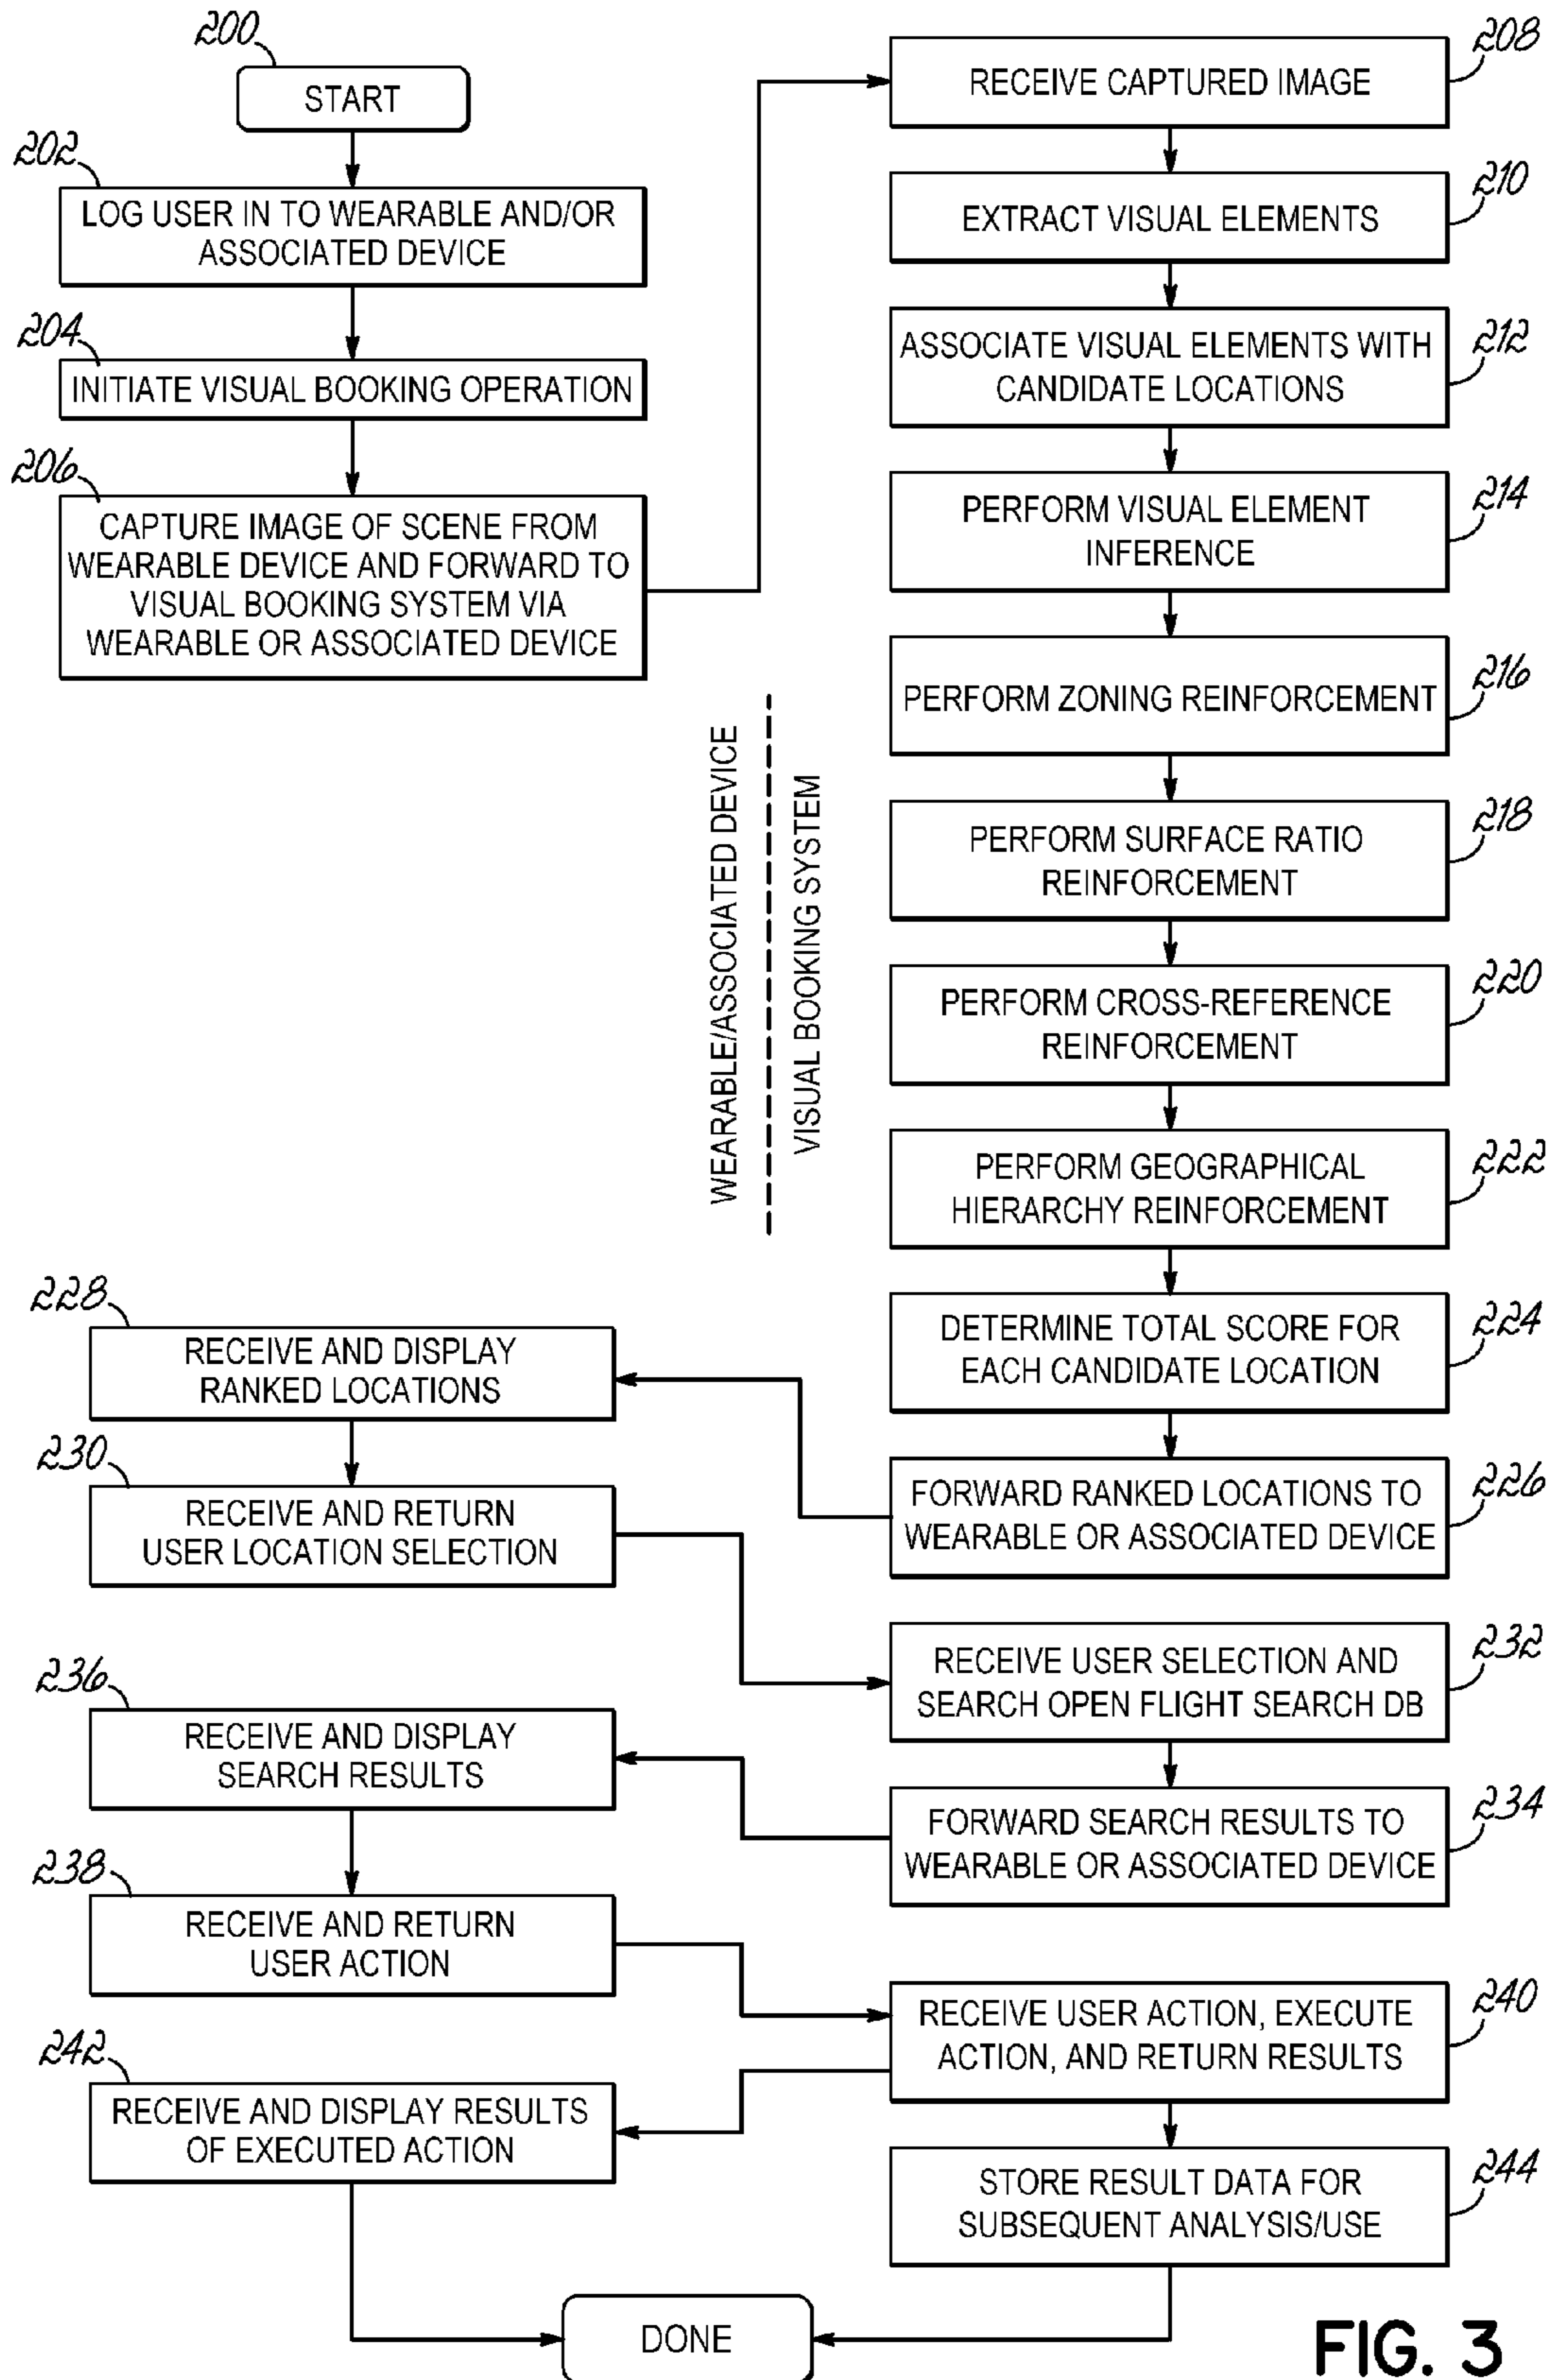 200
START
202
LOG USER IN TO WEARABLE AND/OR
ASSOCIATED DEVICE
204
INITIATE VISUAL BOOKING OPERATION
206
CAPTURE IMAGE OF SCENE FROM
WEARABLE DEVICE AND FORWARD TO
VISUAL BOOKING SYSTEM VIA
WEARABLE OR ASSOCIATED DEVICE
208
RECEIVE CAPTURED IMAGE
210
EXTRACT VISUAL ELEMENTS
212
ASSOCIATE VISUAL ELEMENTS WITH
CANDIDATE LOCATIONS
214
PERFORM VISUAL ELEMENT
INFERENCE
216
PERFORM ZONING REINFORCEMENT
218
PERFORM SURFACE RATIO
REINFORCEMENT
220
PERFORM CROSS-REFERENCE
REINFORCEMENT
222
PERFORM GEOGRAPHICAL
HIERARCHY REINFORCEMENT
WEARABLE/ASSOCIATED DEVICE
VISUAL BOOKING SYSTEM
224
DETERMINE TOTAL SCORE FOR
EACH CANDIDATE LOCATION
226
FORWARD RANKED LOCATIONS TO
WEARABLE OR ASSOCIATED DEVICE
228
RECEIVE AND DISPLAY
RANKED LOCATIONS
230
RECEIVE AND RETURN
USER LOCATION SELECTION
232
RECEIVE USER SELECTION AND
SEARCH OPEN FLIGHT SEARCH DB
234
FORWARD SEARCH RESULTS TO
WEARABLE OR ASSOCIATED DEVICE
236
RECEIVE AND DISPLAY
SEARCH RESULTS
238
RECEIVE AND RETURN
USER ACTION
240
RECEIVE USER ACTION, EXECUTE
ACTION, AND RETURN RESULTS
242
RECEIVE AND DISPLAY RESULTS
OF EXECUTED ACTION
244
STORE RESULT DATA FOR
SUBSEQUENT ANALYSIS/USE
DONE
FIG. 3